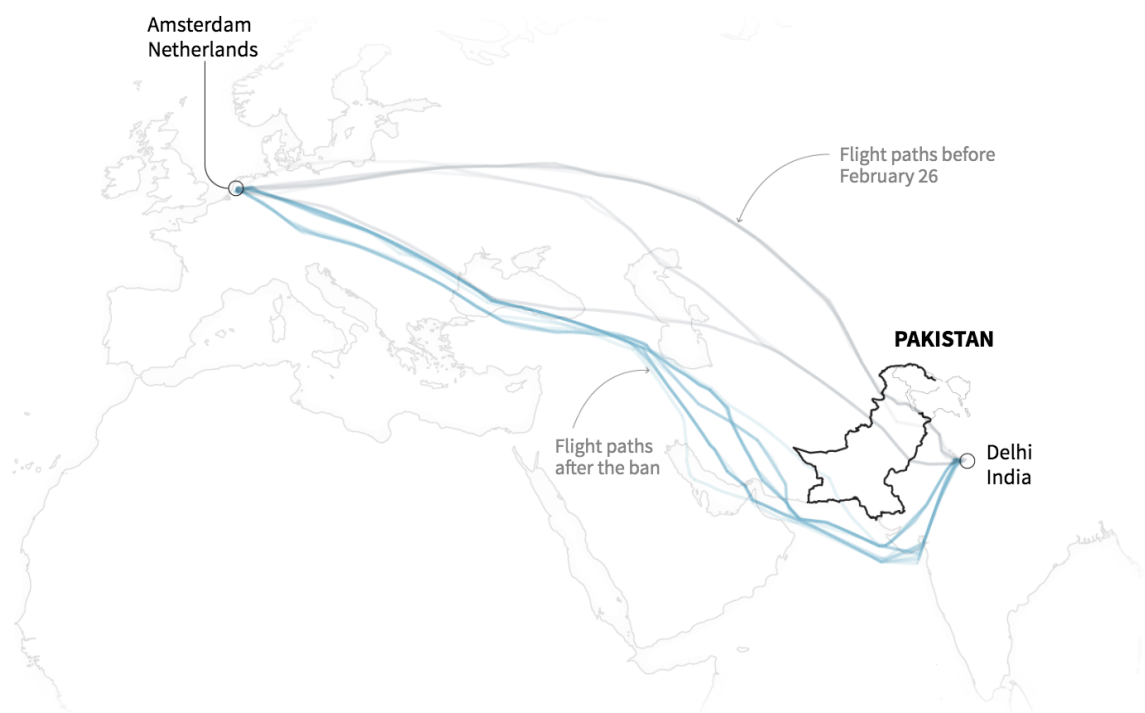 Amsterdam
Netherlands
Flight paths before
February 26
PAKISTAN
Flight paths
after the ban
Delhi
India